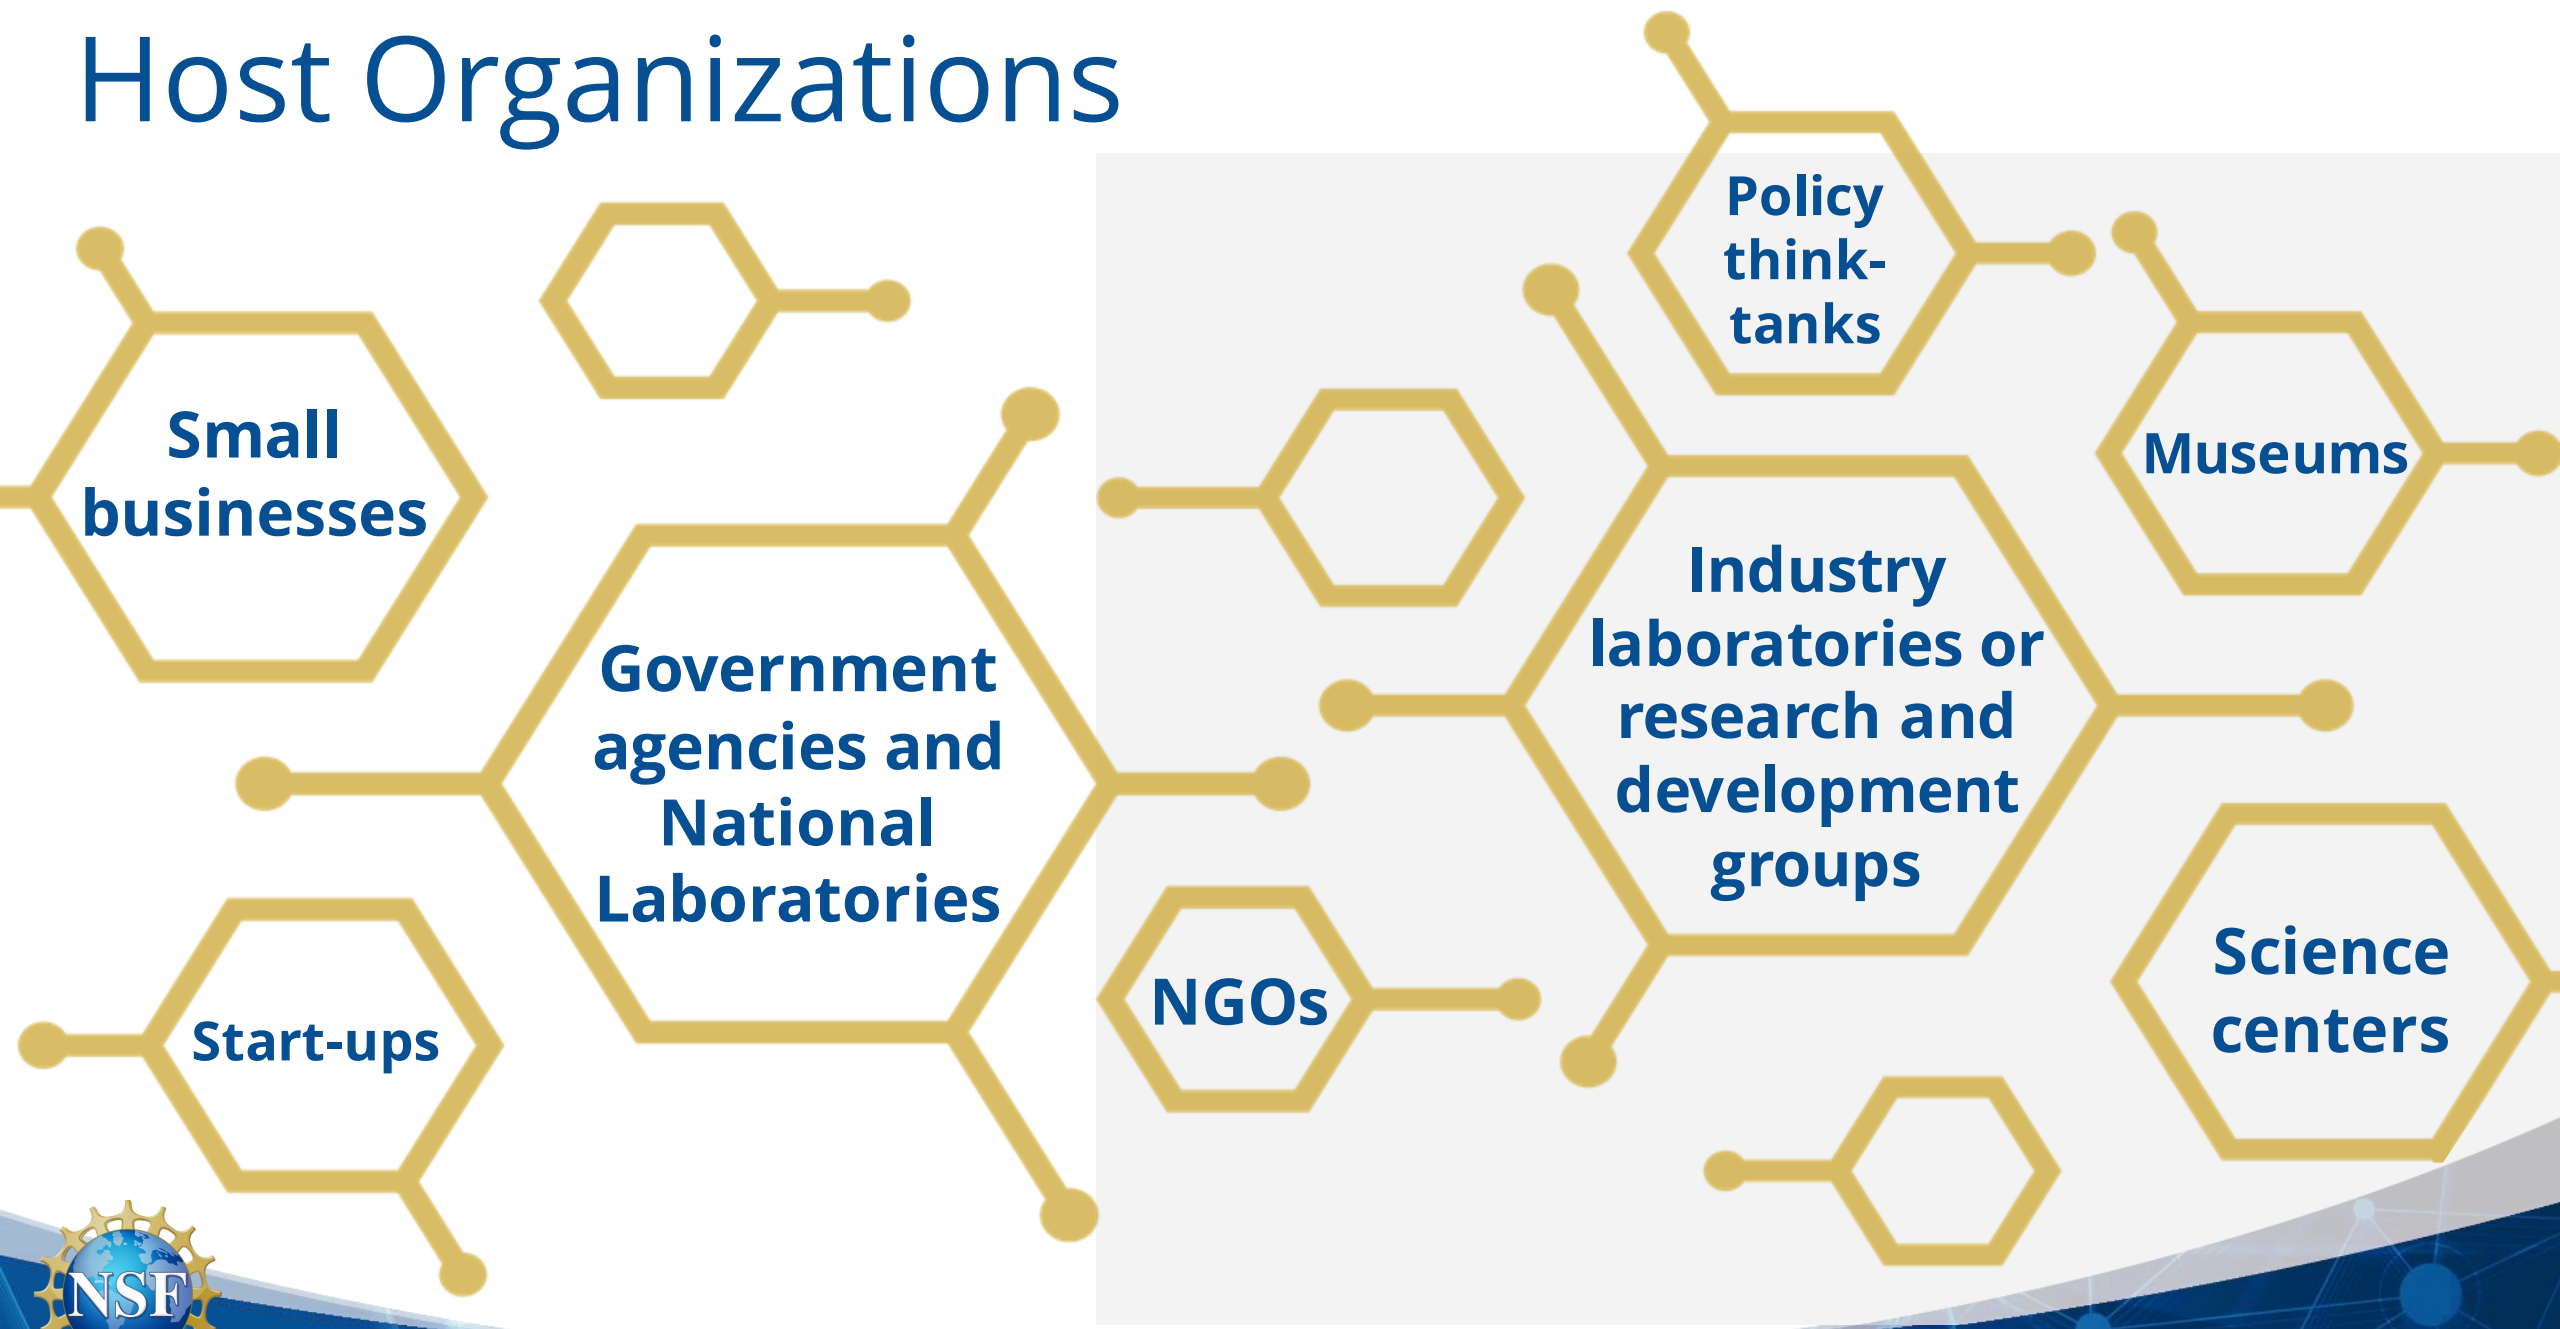 Host Organizations
Small
businesses
Government
agencies and
National
Laboratories
Start-ups
Policy
think-
tanks
Museums
Industry
laboratories or
research and
development
groups
NGOs
Science
centers
NSF